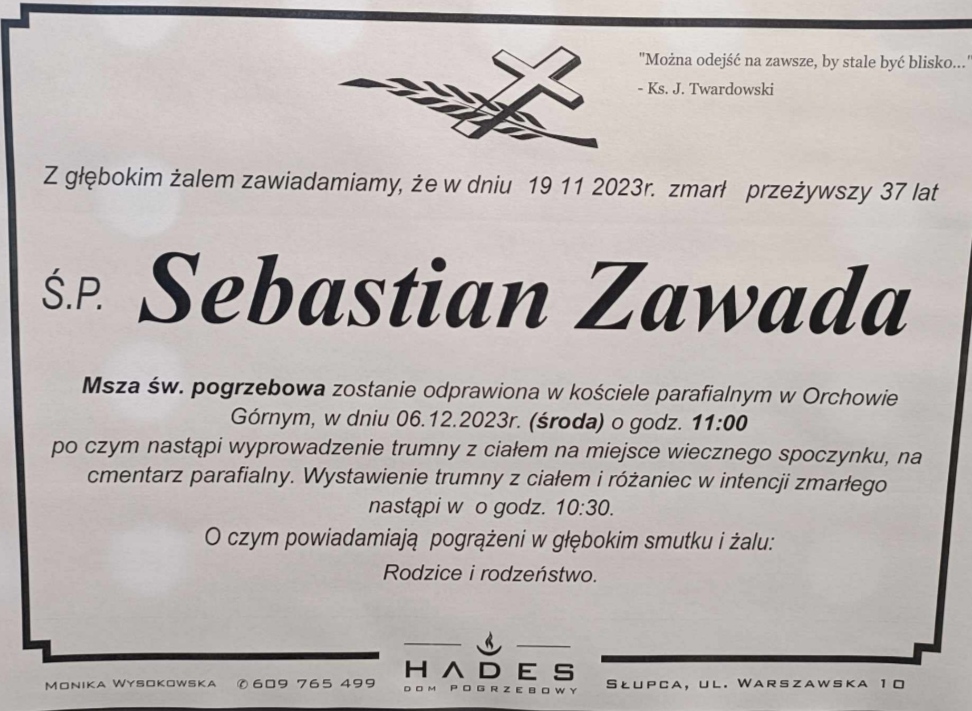 "Można odejść na zawsze, by stale być blisko..."
- Ks. J. Twardowski
Z głębokim żalem zawiadamiamy, że w dniu 19 11 2023r. zmarł przeżywszy 37 lat
Ś.P. Sebastian Zawada
Msza św. pogrzebowa zostanie odprawiona w kościele parafialnym w Orchowie
Górnym, w dniu 06.12.2023r. (środa) o godz. 11:00
po czym nastąpi wyprowadzenie trumny z ciałem na miejsce wiecznego spoczynku, na
cmentarz parafialny. Wystawienie trumny z ciałem i różaniec w intencji zmarłego
nastąpi w o godz. 10:30.
O czym powiadamiają pogrążeni w głębokim smutku i żalu:
Rodzice i rodzeństwo.
HADES
DOM POGRZEBOWY
MONIKA WYSOKOWSKA ✆609 765 499
SŁUPCA, UL. WARSZAWSKA 10